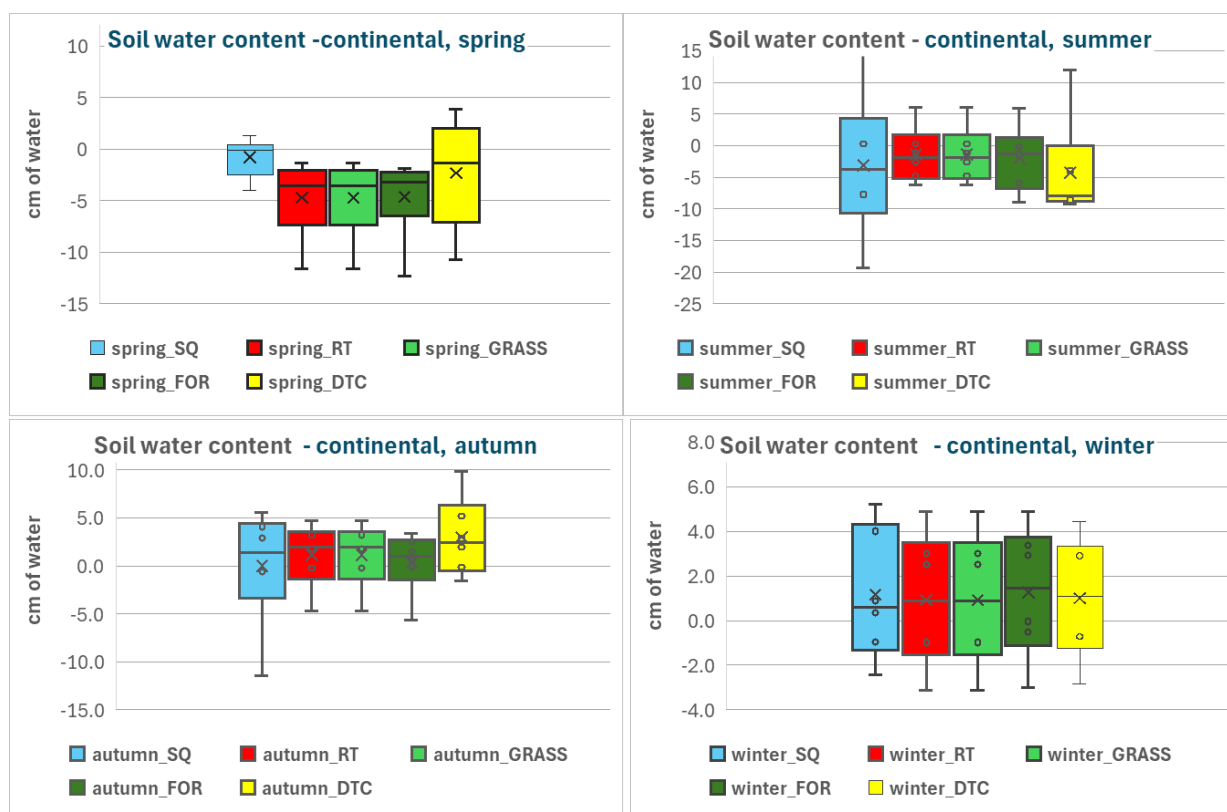 Soil water content -continental, spring
10
5
0
-5
-10
-15
cm of water
spring_SQ spring_RT spring_GRASS
spring_FOR spring_DTC
Soil water content - continental, summer
15
10
5
0
-5
-10
-15
-20
-25
cm of water
summer_SQ summer_RT summer_GRASS
summer_FOR summer_DTC
Soil water content - continental, autumn
10.0
5.0
0.0
-5.0
-10.0
-15.0
cm of water
autumn_SQ autumn_RT autumn_GRASS
autumn_FOR autumn_DTC
Soil water content - continental, winter
8.0
6.0
4.0
2.0
0.0
-2.0
-4.0
cm of water
winter_SQ winter_RT winter_GRASS
winter_FOR winter_DTC